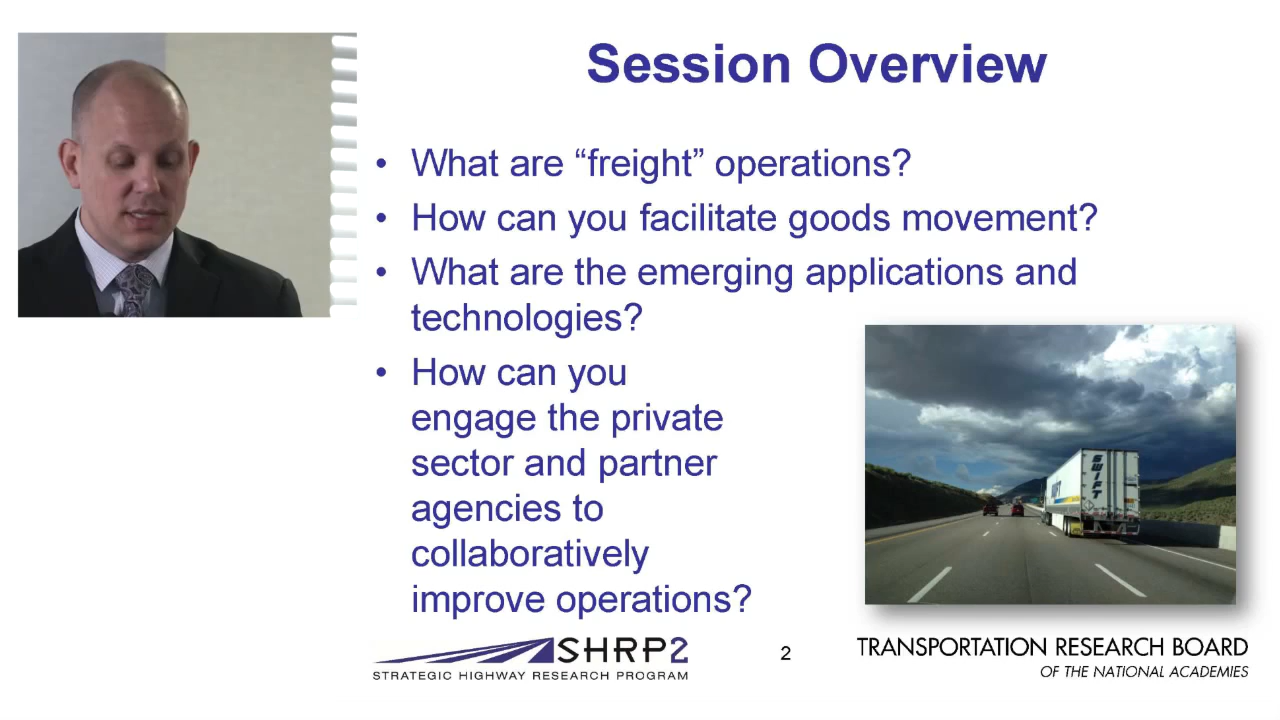 Session Overview
• What are “freight” operations?
• How can you facilitate goods movement?
• What are the emerging applications and
technologies?
• How can you
engage the private
sector and partner
agencies to
collaboratively
improve operations?
SWIFT
SHRP2
STRATEGIC HIGHWAY RESEARCH PROGRAM
2
TRANSPORTATION RESEARCH BOARD
OF THE NATIONAL ACADEMIES